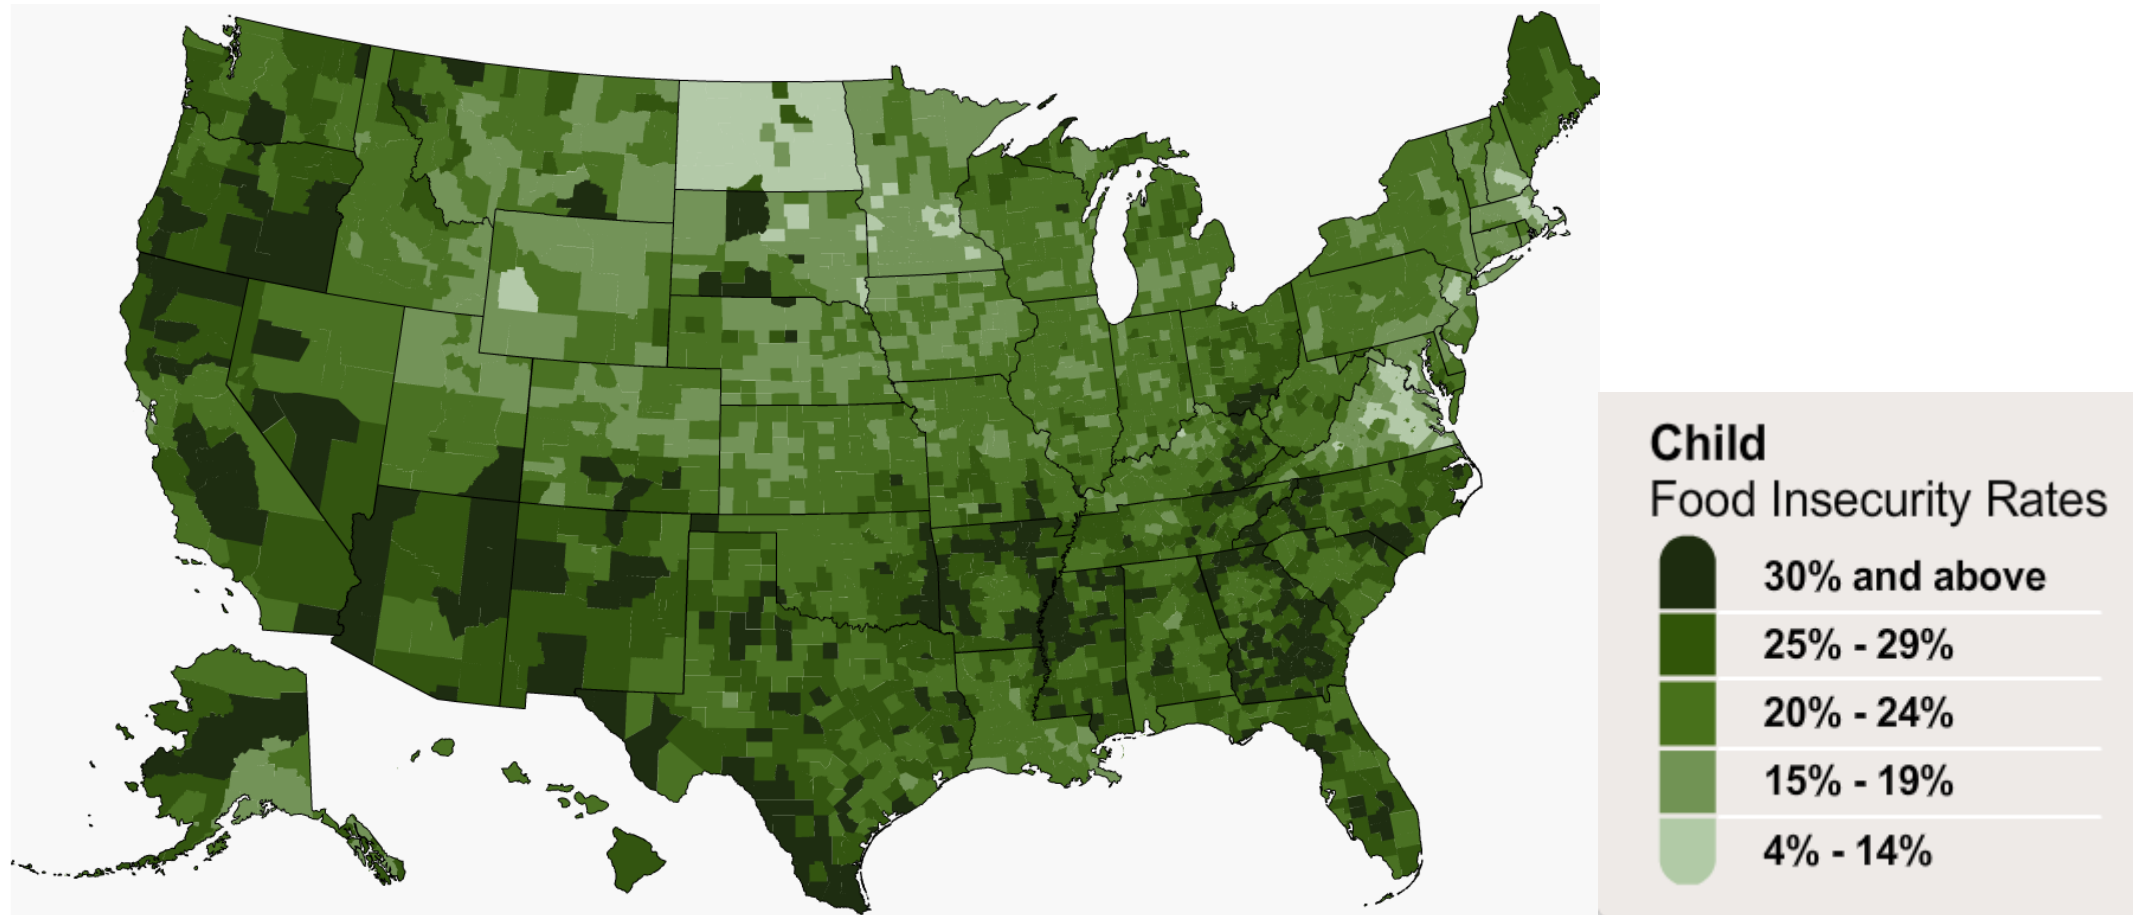 Child
Food Insecurity Rates
30% and above
25% - 29%
20% - 24%
15% - 19%
4% - 14%